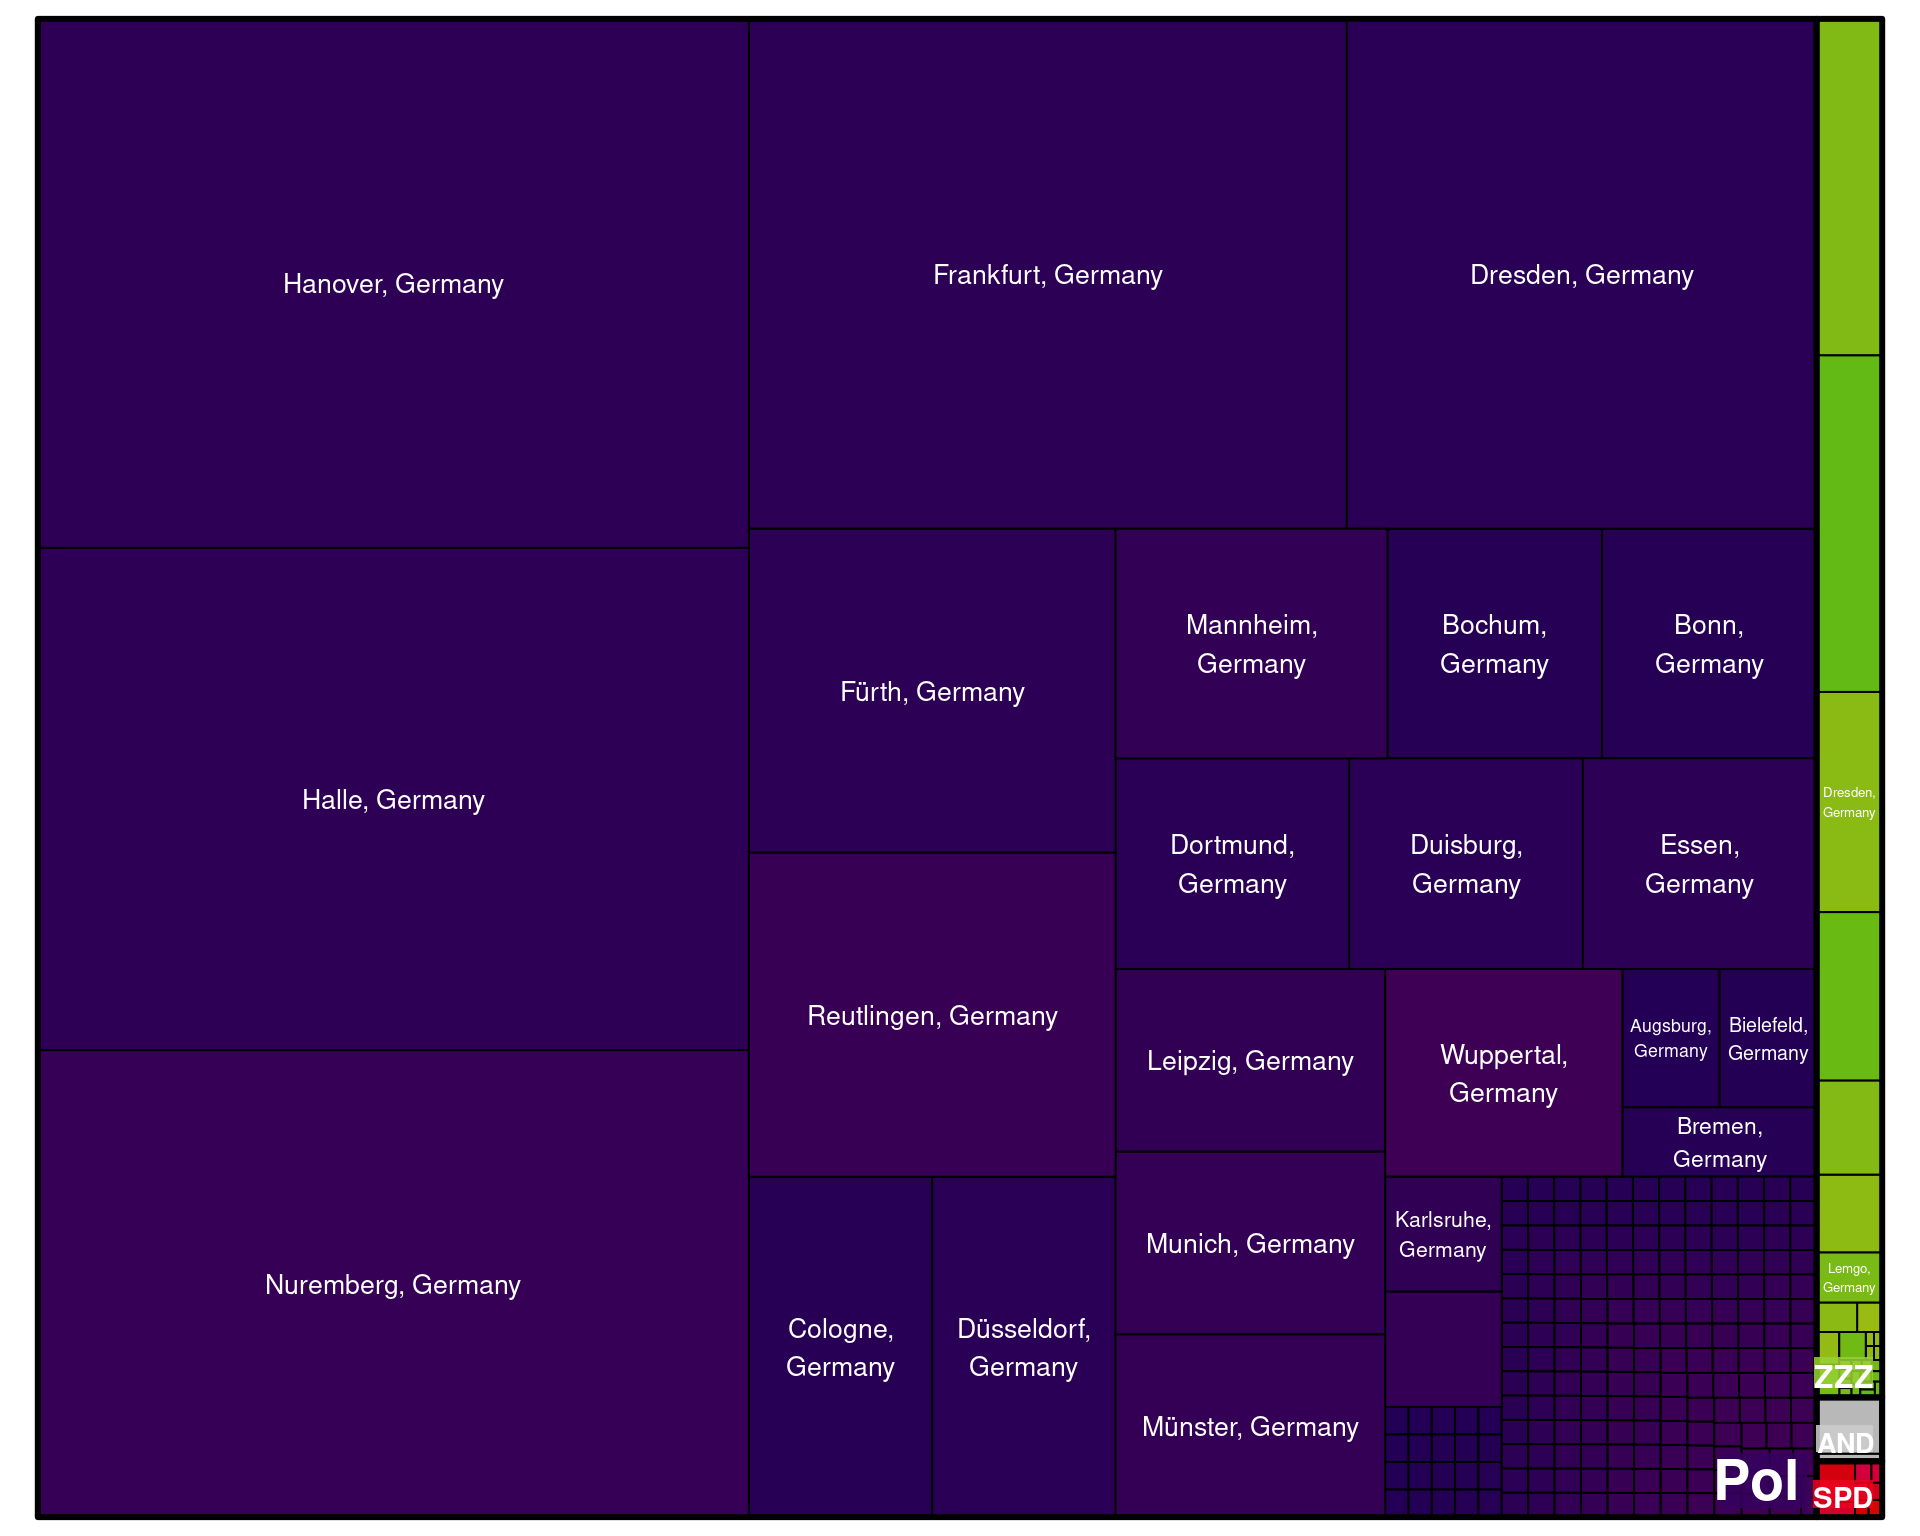 Hanover, Germany
Frankfurt, Germany
Dresden, Germany
Halle, Germany
Nuremberg, Germany
Fürth, Germany
Reutlingen, Germany
Cologne,
Germany
Düsseldorf,
Germany
Mannheim,
Germany
Bochum,
Germany
Bonn,
Germany
Dortmund,
Germany
Duisburg,
Germany
Essen,
Germany
Leipzig, Germany
Munich, Germany
Münster, Germany
Wuppertal,
Germany
Augsburg,
Germany
Bielefeld,
Germany
Bremen,
Germany
Karlsruhe,
Germany
Pol
Dresden,
Germany
Lemgo,
Germany
ZZZ
AND
SPD